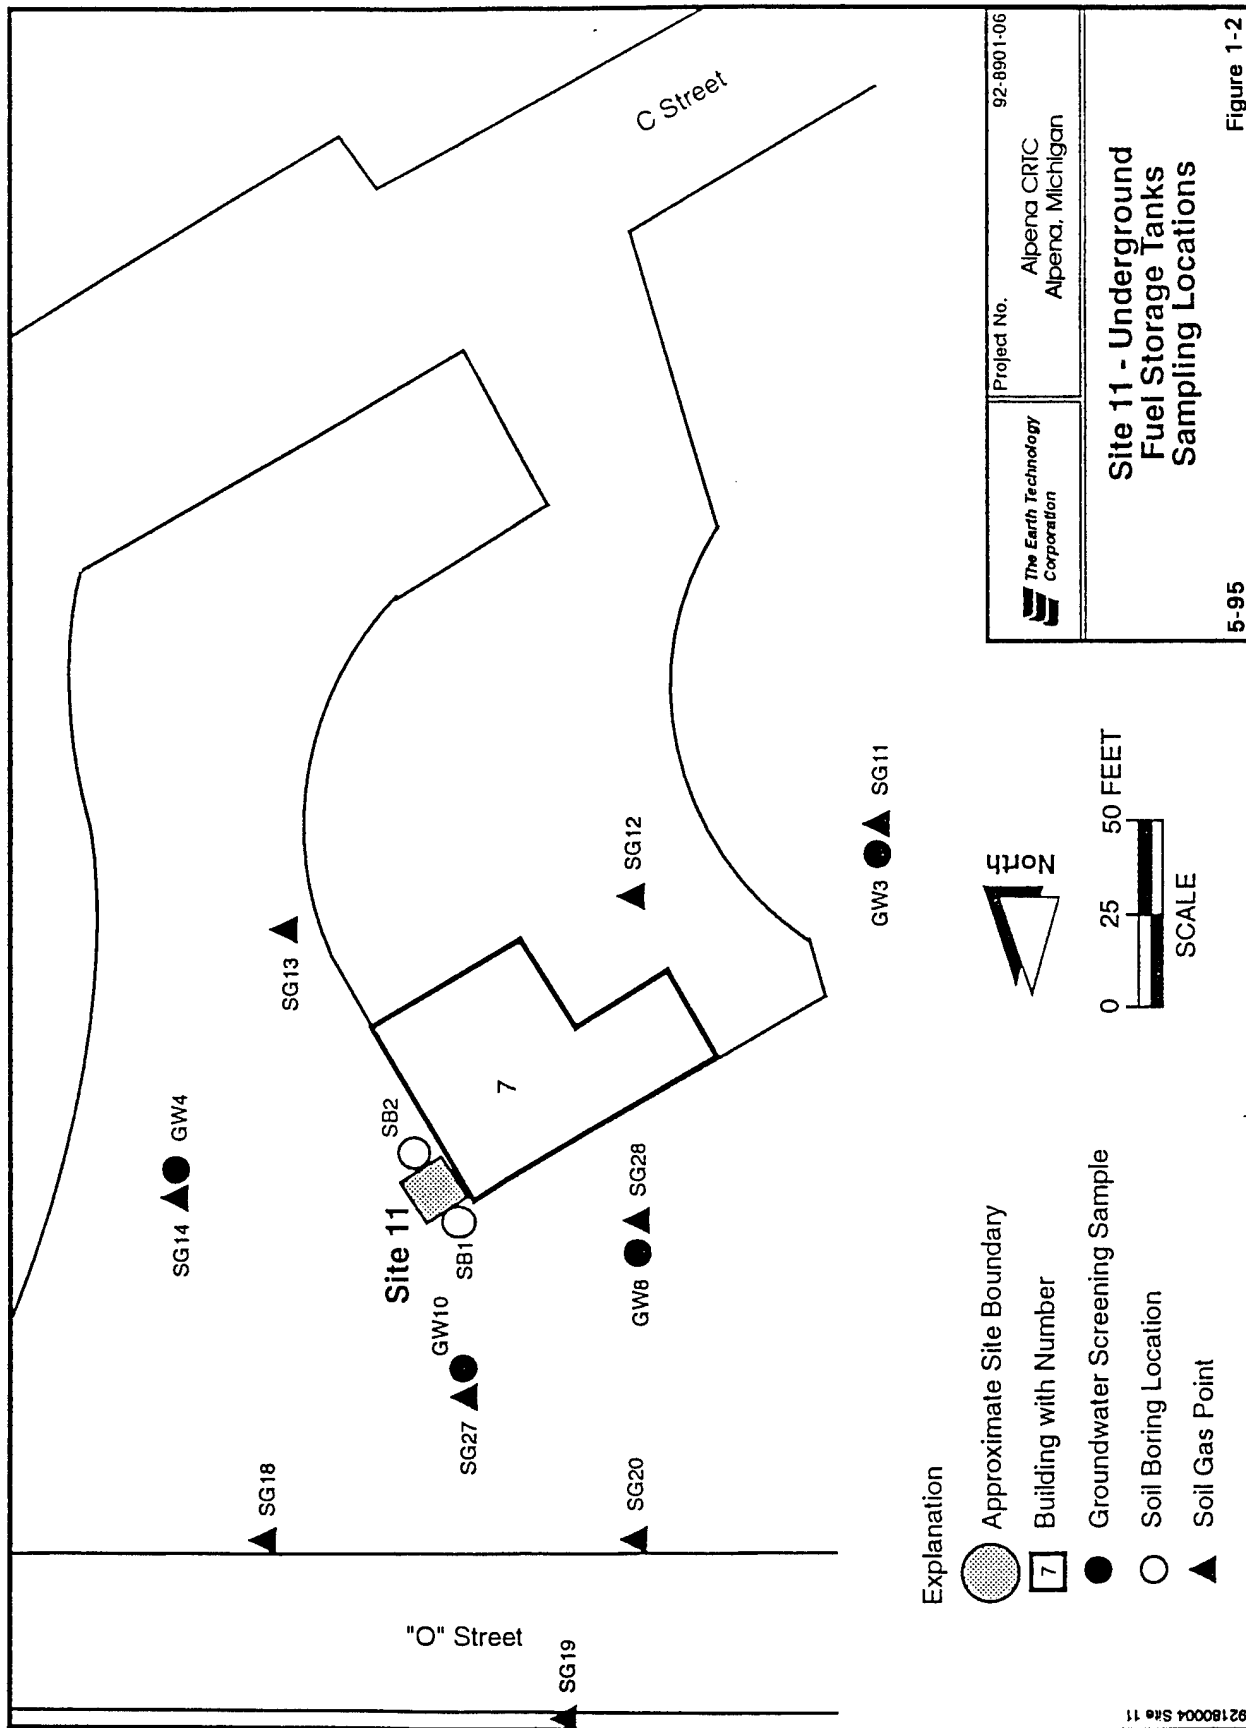 C Street
SG13
SG14
GW4
SB2
Site 11
SB1
7
SG12
GW10
SG27
GW8
SG28
SG18
SG20
"O" Street
SG19
GW3
SG11
North
0 25 50 FEET
SCALE
Explanation
Approximate Site Boundary
7 Building with Number
Groundwater Screening Sample
Soil Boring Location
Soil Gas Point
The Earth Technology
Corporation
Project No. 92-8901-06
Alpena CRTC
Alpena, Michigan
Site 11 - Underground
Fuel Storage Tanks
Sampling Locations
5-95
Figure 1-2
92180004 Site 11